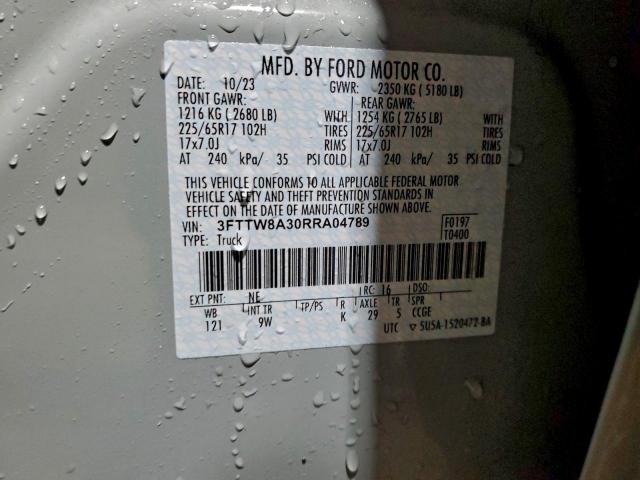 MFD. BY FORD MOTOR CO.
DATE: 10/23 GVWR: 2350 KG ( 5180 LB)
FRONT GAWR: REAR GAWR:
1216 KG ( 2680 LB) WITH 1254 KG ( 2765 LB) WITH
225/65R17 102H TIRES 225/65R17 102H TIRES
17x7.0J RIMS 17x7.0J RIMS
AT 240 kPa/ 35 PSI COLD AT 240 kPa/ 35 PSI COLD
THIS VEHICLE CONFORMS TO ALL APPLICABLE FEDERAL MOTOR
VEHICLE SAFETY AND THEFT PREVENTION STANDARDS IN
EFFECT ON THE DATE OF MANUFACTURE SHOWN ABOVE.
VIN: 3FTTW8A30RRA04789 F0197
TYPE: Truck T0400
EXT PNT: NE RC: 16 DSO:
WB INT TR TP/PS R AXLE TR SPR
121 9W K 29 5 CCGE
UTC ▽ 5U5A-1520472-BA